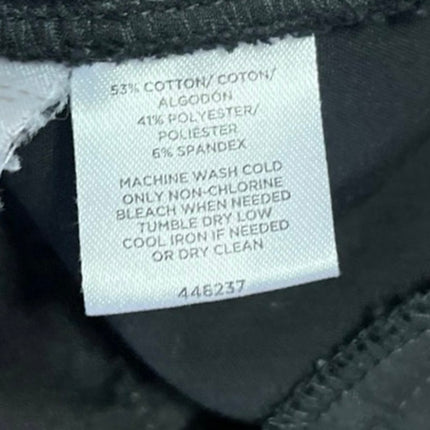 53% COTTON/ COTON/
ALGODÓN
41% POLYESTER/
POLIÉSTER
6% SPANDEX
MACHINE WASH COLD
ONLY NON-CHLORINE
BLEACH WHEN NEEDED
TUMBLE DRY LOW
COOL IRON IF NEEDED
OR DRY CLEAN
446237